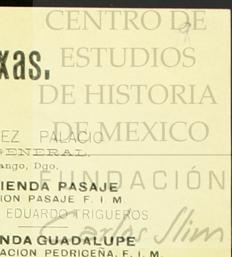 CENTRO DE
ESTUDIOS
xas.
DE HISTORIA
DE MEXICO
EZ PALACIO
GENERAL.
ango, Dgo.
IENDA PASAJE
FUNDACIÓN
ION PASAJE F. I. M.
EDUARDO TRIGUEROS.
Carlos Slim
NDA GUADALUPE
ACION PEDRICEÑA, F. I. M.